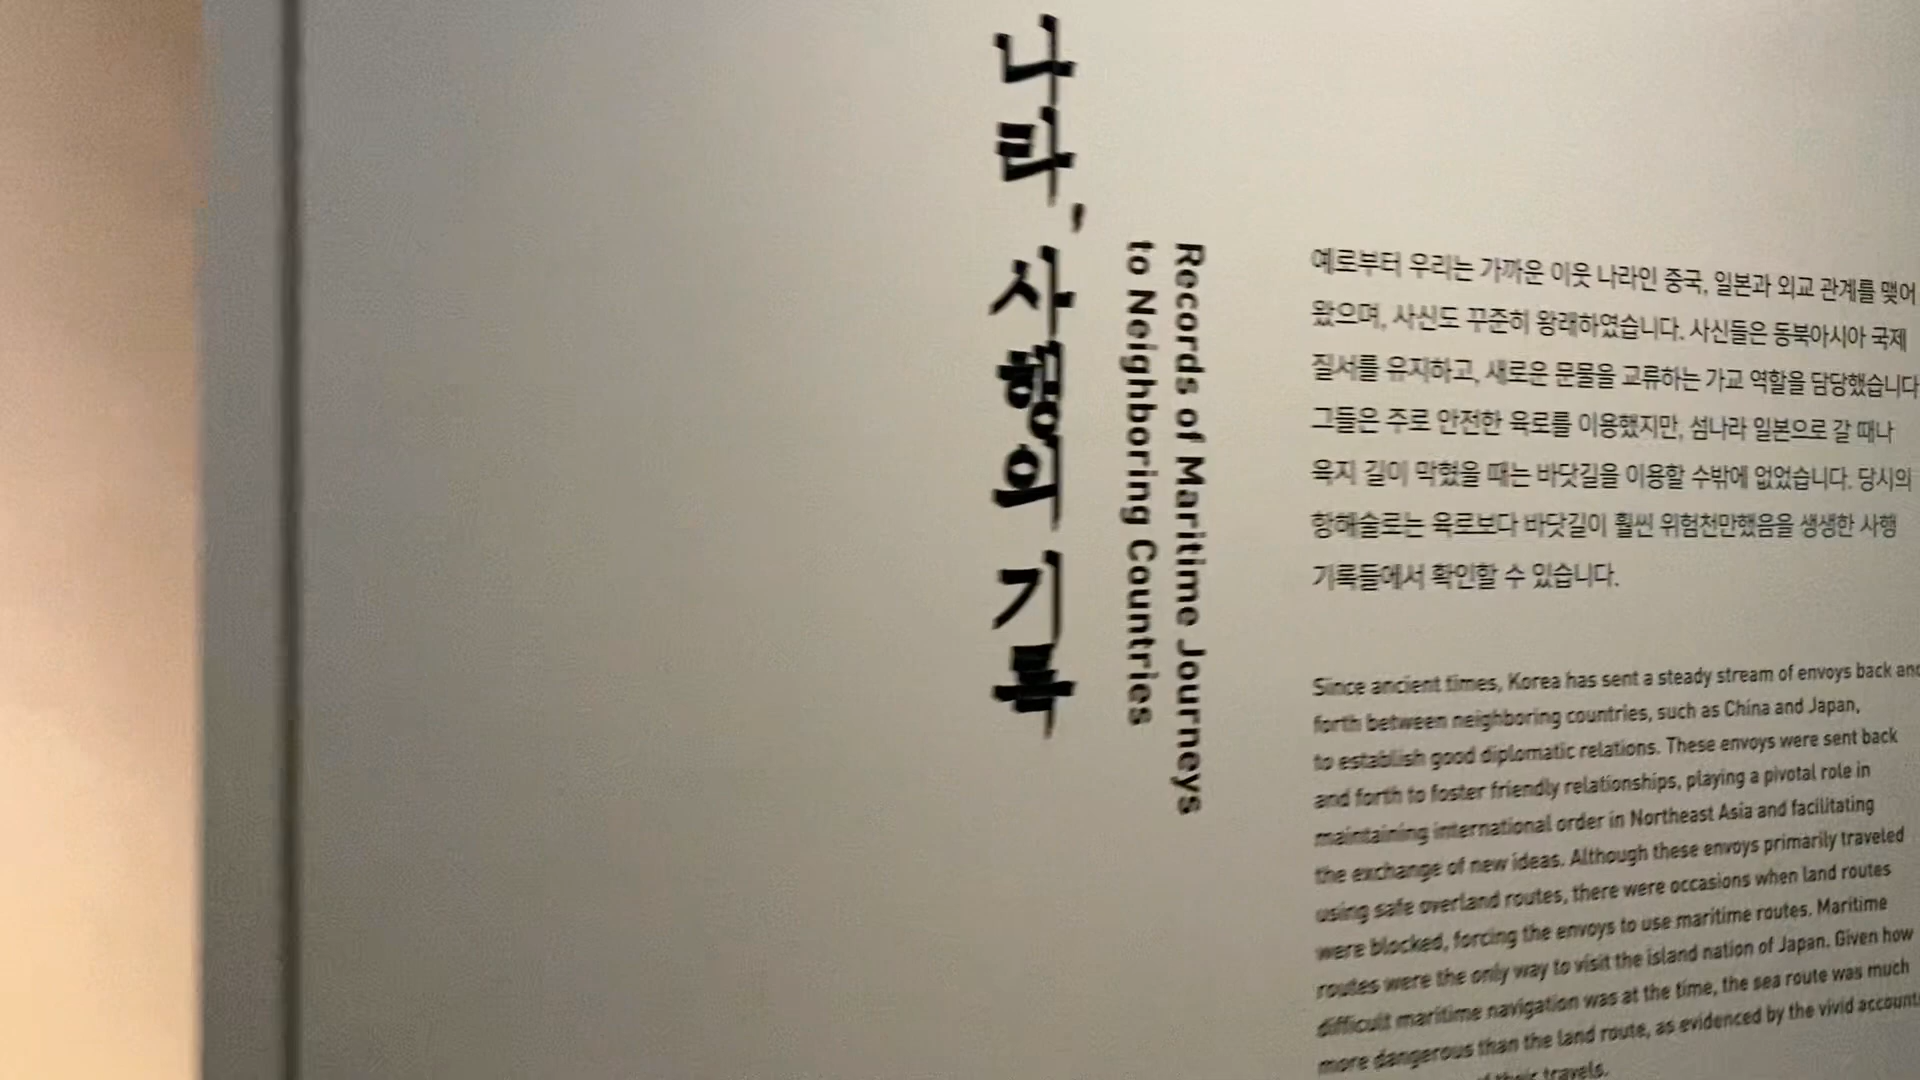 나라, 사행의 기록
Records of Maritime Journeys
to Neighboring Countries
예로부터 우리는 가까운 이웃 나라인 중국, 일본과 외교 관계를 맺어
왔으며, 사신도 꾸준히 왕래하였습니다. 사신들은 동북아시아 국제
질서를 유지하고, 새로운 문물을 교류하는 가교 역할을 담당했습니다
그들은 주로 안전한 육로를 이용했지만, 섬나라 일본으로 갈 때나
육지 길이 막혔을 때는 바닷길을 이용할 수밖에 없었습니다. 당시의
항해술로는 육로보다 바닷길이 훨씬 위험천만했음을 생생한 사행
기록들에서 확인할 수 있습니다.
Since ancient times, Korea has sent a steady stream of envoys back and
forth between neighboring countries, such as China and Japan,
to establish good diplomatic relations. These envoys were sent back
and forth to foster friendly relationships, playing a pivotal role in
maintaining international order in Northeast Asia and facilitating
the exchange of new ideas. Although these envoys primarily traveled
using safe overland routes, there were occasions when land routes
were blocked, forcing the envoys to use maritime routes. Maritime
routes were the only way to visit the island nation of Japan. Given how
difficult maritime navigation was at the time, the sea route was much
more dangerous than the land route, as evidenced by the vivid account
their travels.